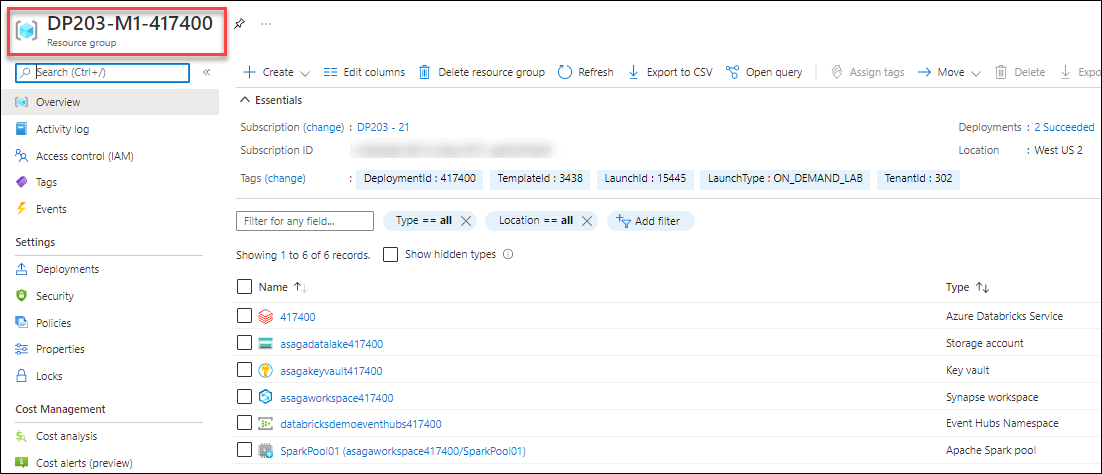 DP203-M1-417400
Resource group
Search (Ctrl+/)
Overview
Activity log
Access control (IAM)
Tags
Events
Settings
Deployments
Security
Policies
Properties
Locks
Cost Management
Cost analysis
Cost alerts (preview)
Create Edit columns Delete resource group Refresh Export to CSV Open query Assign tags Move Delete
Essentials
Subscription (change) : DP203 - 21 Deployments : 2 Succeeded
Subscription ID : Location : West US 2
Tags (change) : DeploymentId : 417400 TemplateId : 3438 LaunchId : 15445 LaunchType : ON_DEMAND_LAB TenantId : 302
Filter for any field... Type == all Location == all Add filter
Showing 1 to 6 of 6 records. Show hidden types
Name Type
417400 Azure Databricks Service
asagadatalake417400 Storage account
asagakeyvault417400 Key vault
asagaworkspace417400 Synapse workspace
databricksdemoeventhubs417400 Event Hubs Namespace
SparkPool01 (asagaworkspace417400/SparkPool01) Apache Spark pool